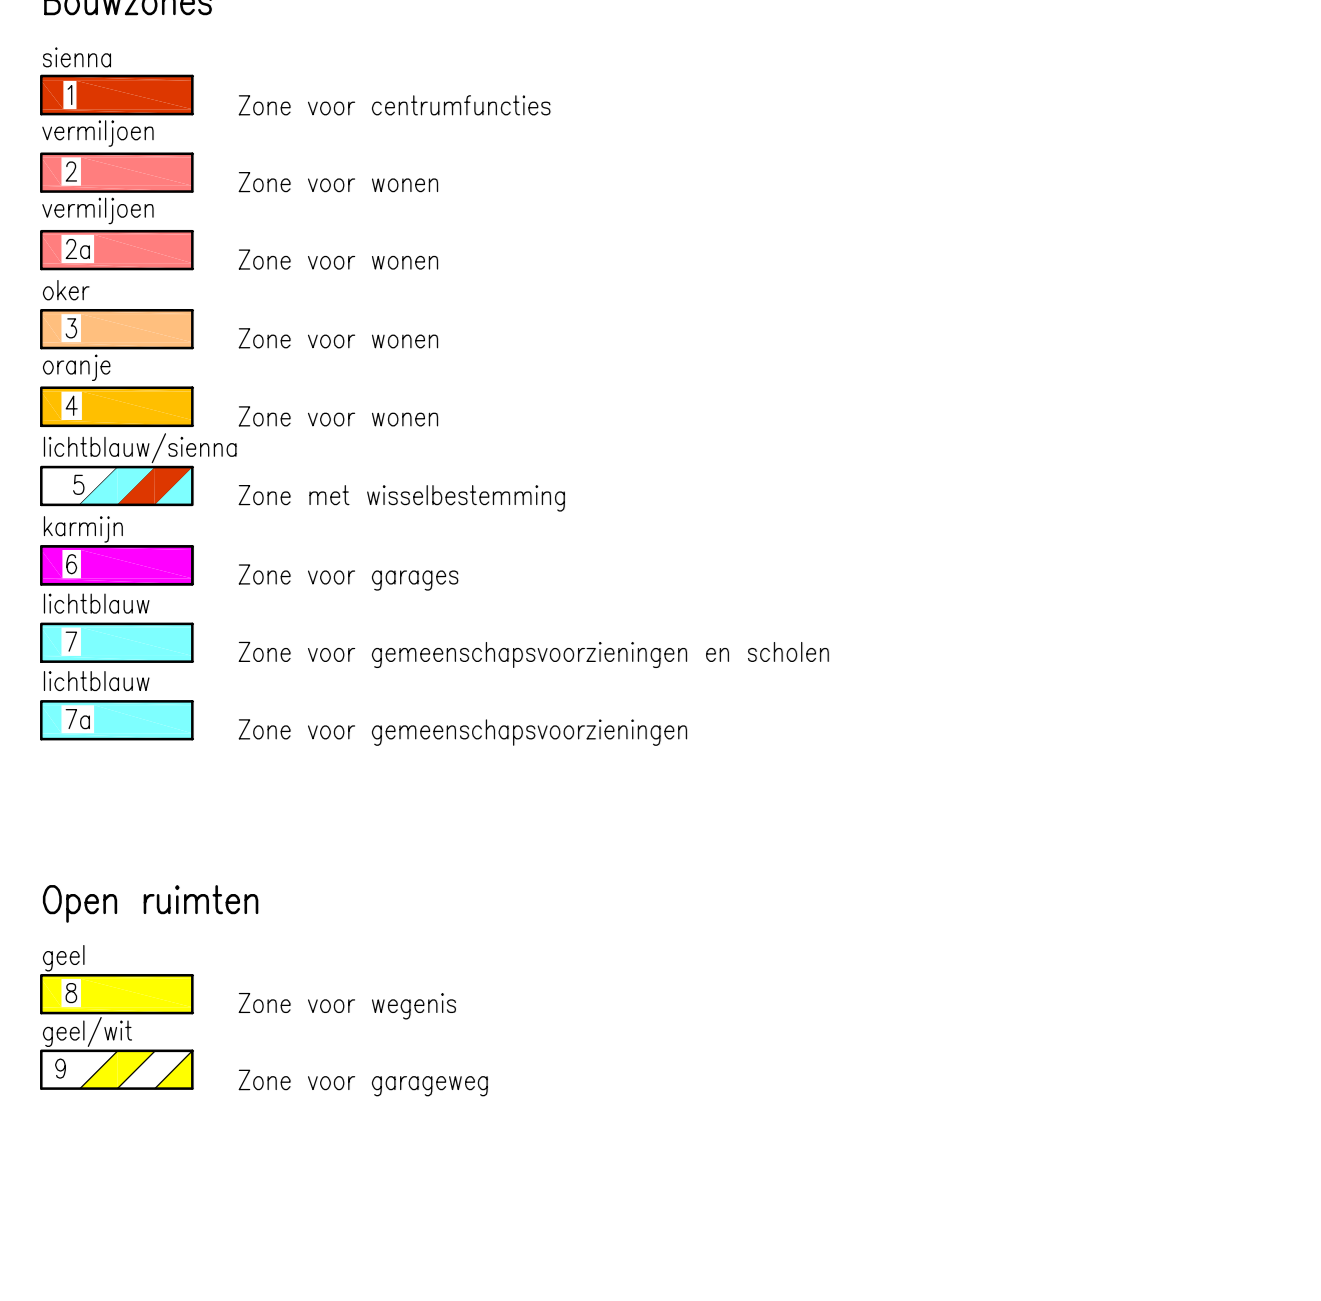 Bouwzones
sienna
1 Zone voor centrumfuncties
vermiljoen
2 Zone voor wonen
vermiljoen
2a Zone voor wonen
oker
3 Zone voor wonen
oranje
4 Zone voor wonen
lichtblauw/sienna
5 Zone met wisselbestemming
karmijn
6 Zone voor garages
lichtblauw
7 Zone voor gemeenschapsvoorzieningen en scholen
lichtblauw
7a Zone voor gemeenschapsvoorzieningen
Open ruimten
geel
8 Zone voor wegenis
geel/wit
9 Zone voor garageweg